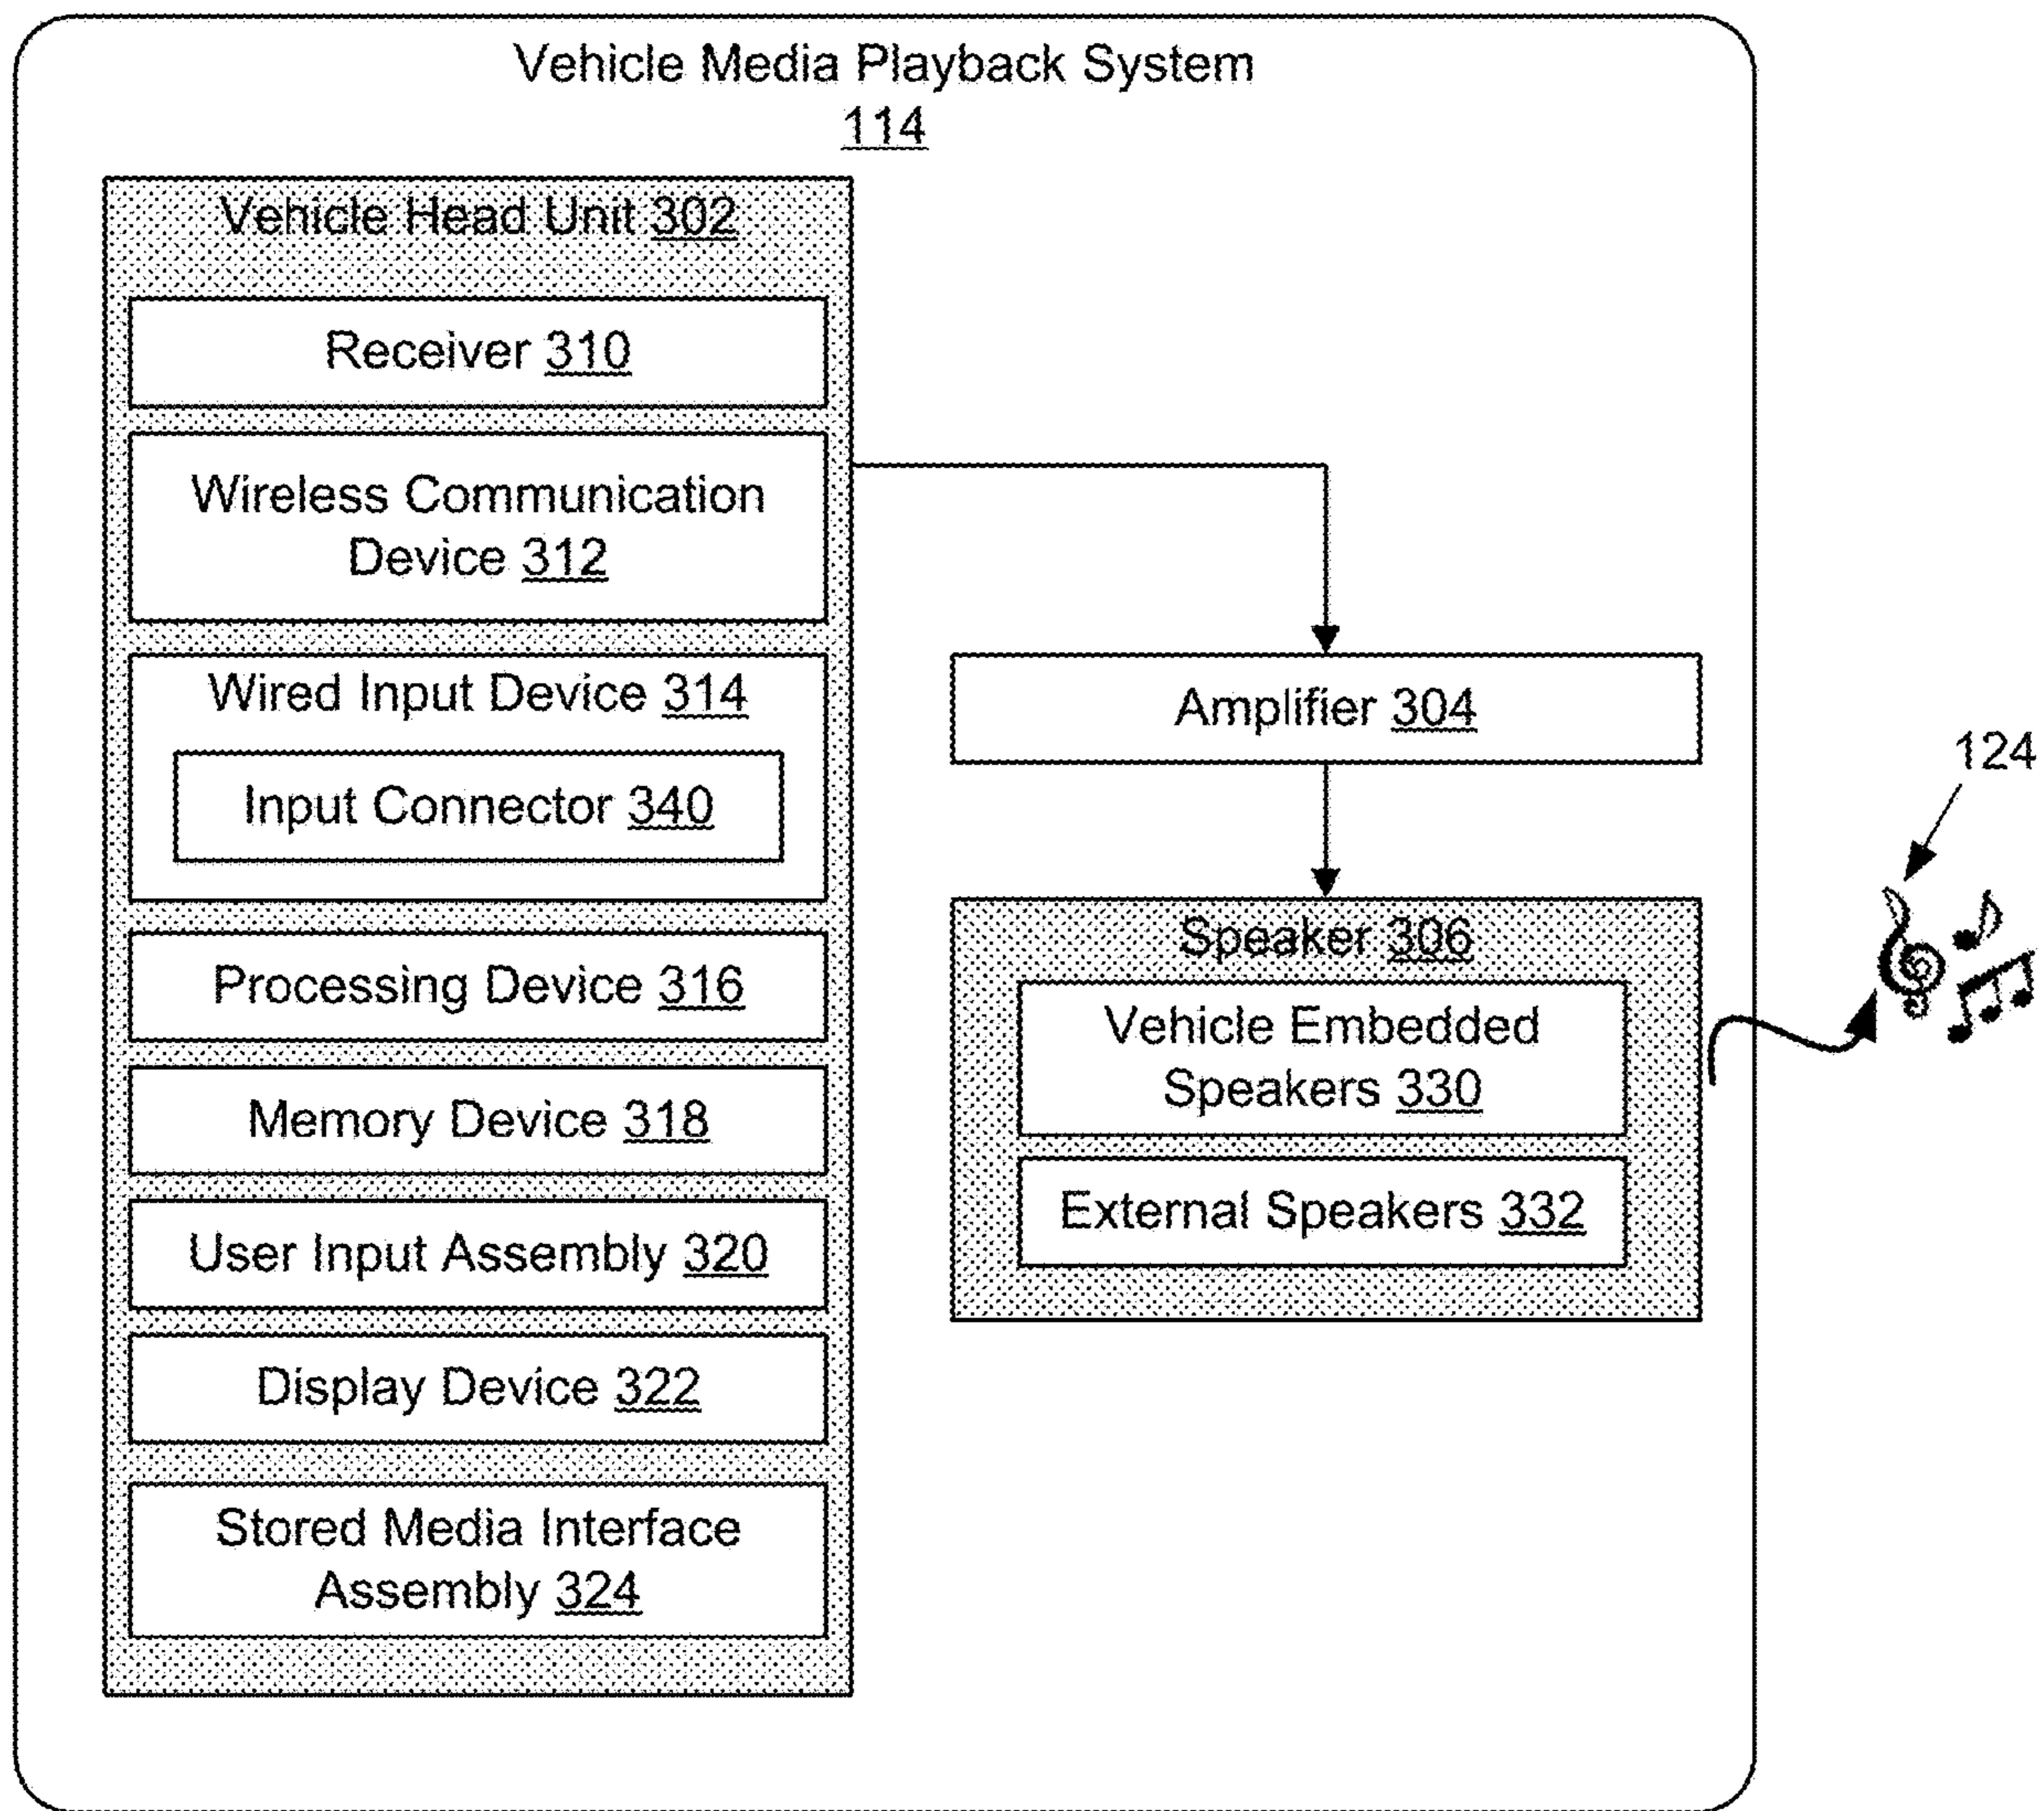 Vehicle Media Playback System
114
Vehicle Head Unit 302
Receiver 310
Wireless Communication
Device 312
Wired Input Device 314
Input Connector 340
Processing Device 316
Memory Device 318
User Input Assembly 320
Display Device 322
Stored Media Interface
Assembly 324
Amplifier 304
Speaker 306
Vehicle Embedded
Speakers 330
External Speakers 332
124